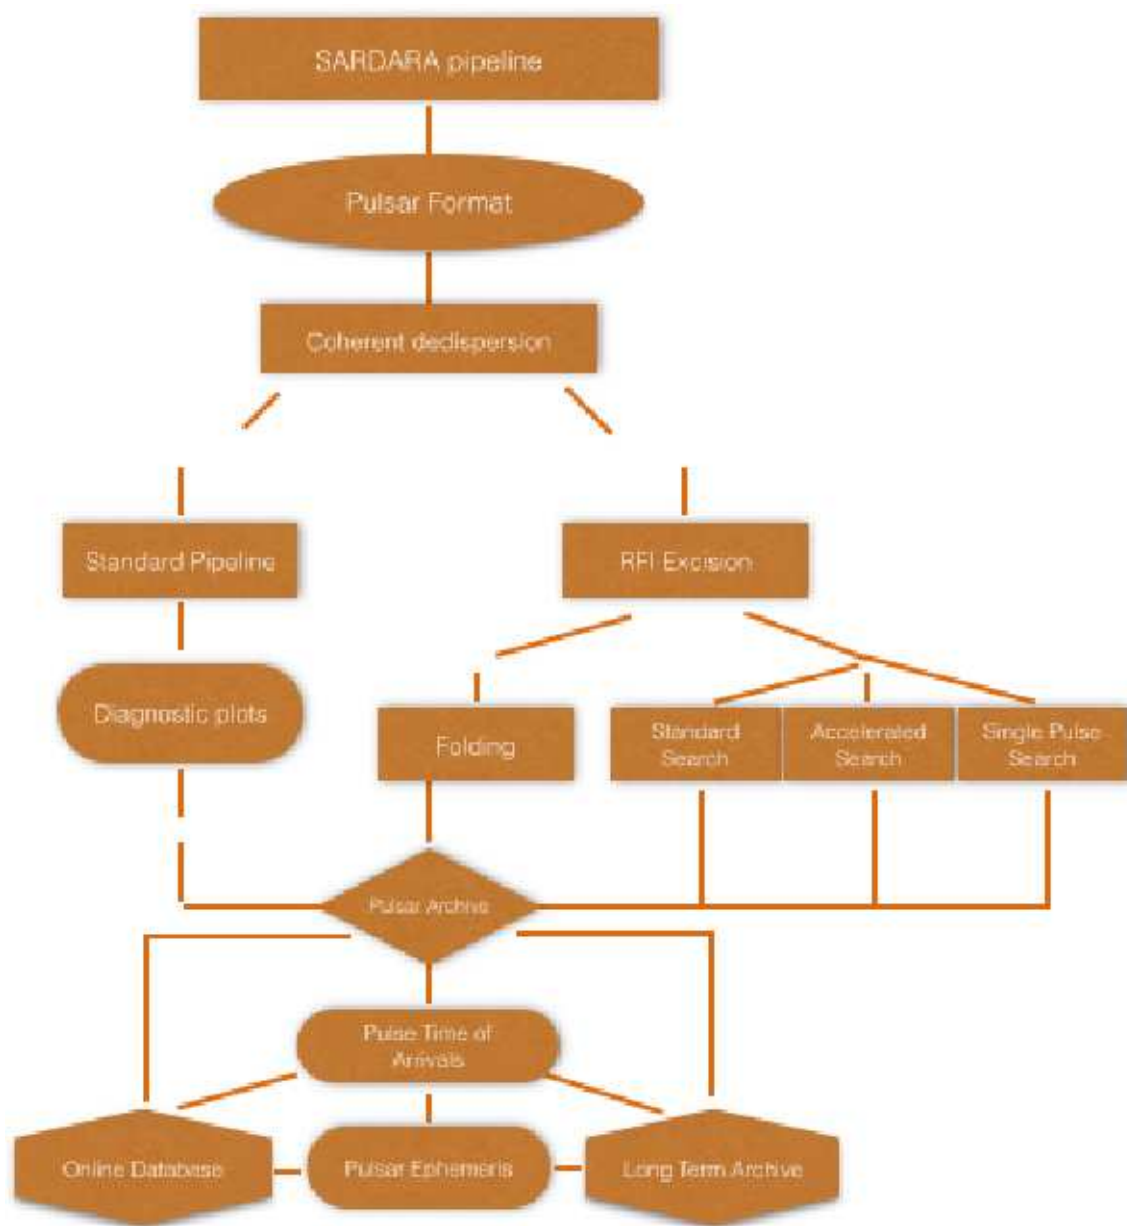 SARDARA pipeline
Pulsar Format
Coherent dedispersion
Standard Pipeline
RFI Excision
Diagnostic plots
Folding
Standard
Search
Accelerated
Search
Single Pulse
Search
Pulsar Archive
Pulse Time of
Arrivals
Online Database
Pulsar Ephemeris
Long Term Archive